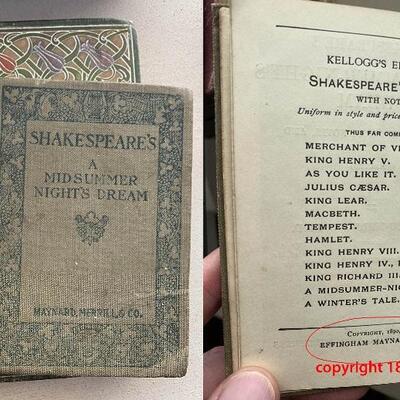 SHAKESPEARE'S
A
MIDSUMMER
NIGHT'S DREAM
MAYNARD, MERRILL, & CO.
KELLOGG'S
SHAKESPEARE'S
WITH NOT
Uniform in style and price
THUS FAR COM
MERCHANT OF V
KING HENRY V.
AS YOU LIKE IT.
JULIUS CÆSAR.
KING LEAR.
MACBETH.
TEMPEST.
HAMLET.
KING HENRY VIII.
KING HENRY IV.,
KING RICHARD III.
A MIDSUMMER-NI
A WINTER'S TALE.
COPYRIGHT, 1890,
EFFINGHAM MAYNA
copyright 18